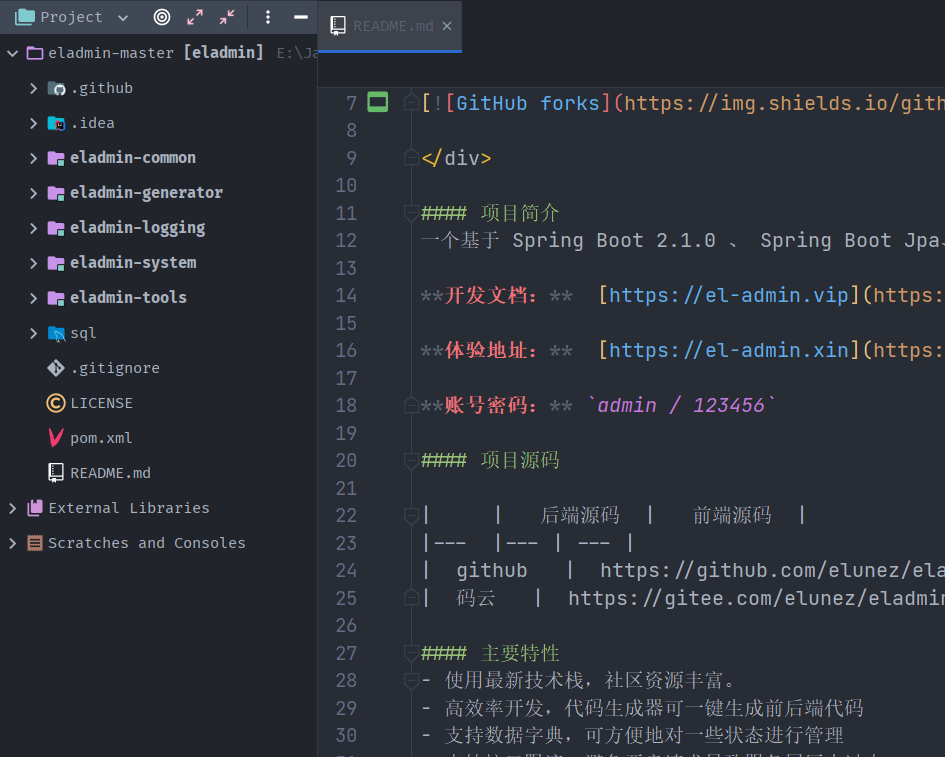 Project
README.md
eladmin-master [eladmin] E:\Ja
.github
.idea
eladmin-common
eladmin-generator
eladmin-logging
eladmin-system
eladmin-tools
sql
.gitignore
LICENSE
pom.xml
README.md
External Libraries
Scratches and Consoles
7 [![GitHub forks](https://img.shields.io/gith
8
9 </div>
10
11 #### 项目简介
12 一个基于 Spring Boot 2.1.0 、 Spring Boot Jpa、
13
14 **开发文档：** [https://el-admin.vip](https:
15
16 **体验地址：** [https://el-admin.xin](https:
17
18 **账号密码：** `admin / 123456`
19
20 #### 项目源码
21
22 | | 后端源码 | 前端源码 |
23 |--- |--- | --- |
24 | github | https://github.com/elunez/ela
25 | 码云 | https://gitee.com/elunez/eladmin
26
27 #### 主要特性
28 - 使用最新技术栈，社区资源丰富。
29 - 高效率开发，代码生成器可一键生成前后端代码
30 - 支持数据字典，可方便地对一些状态进行管理